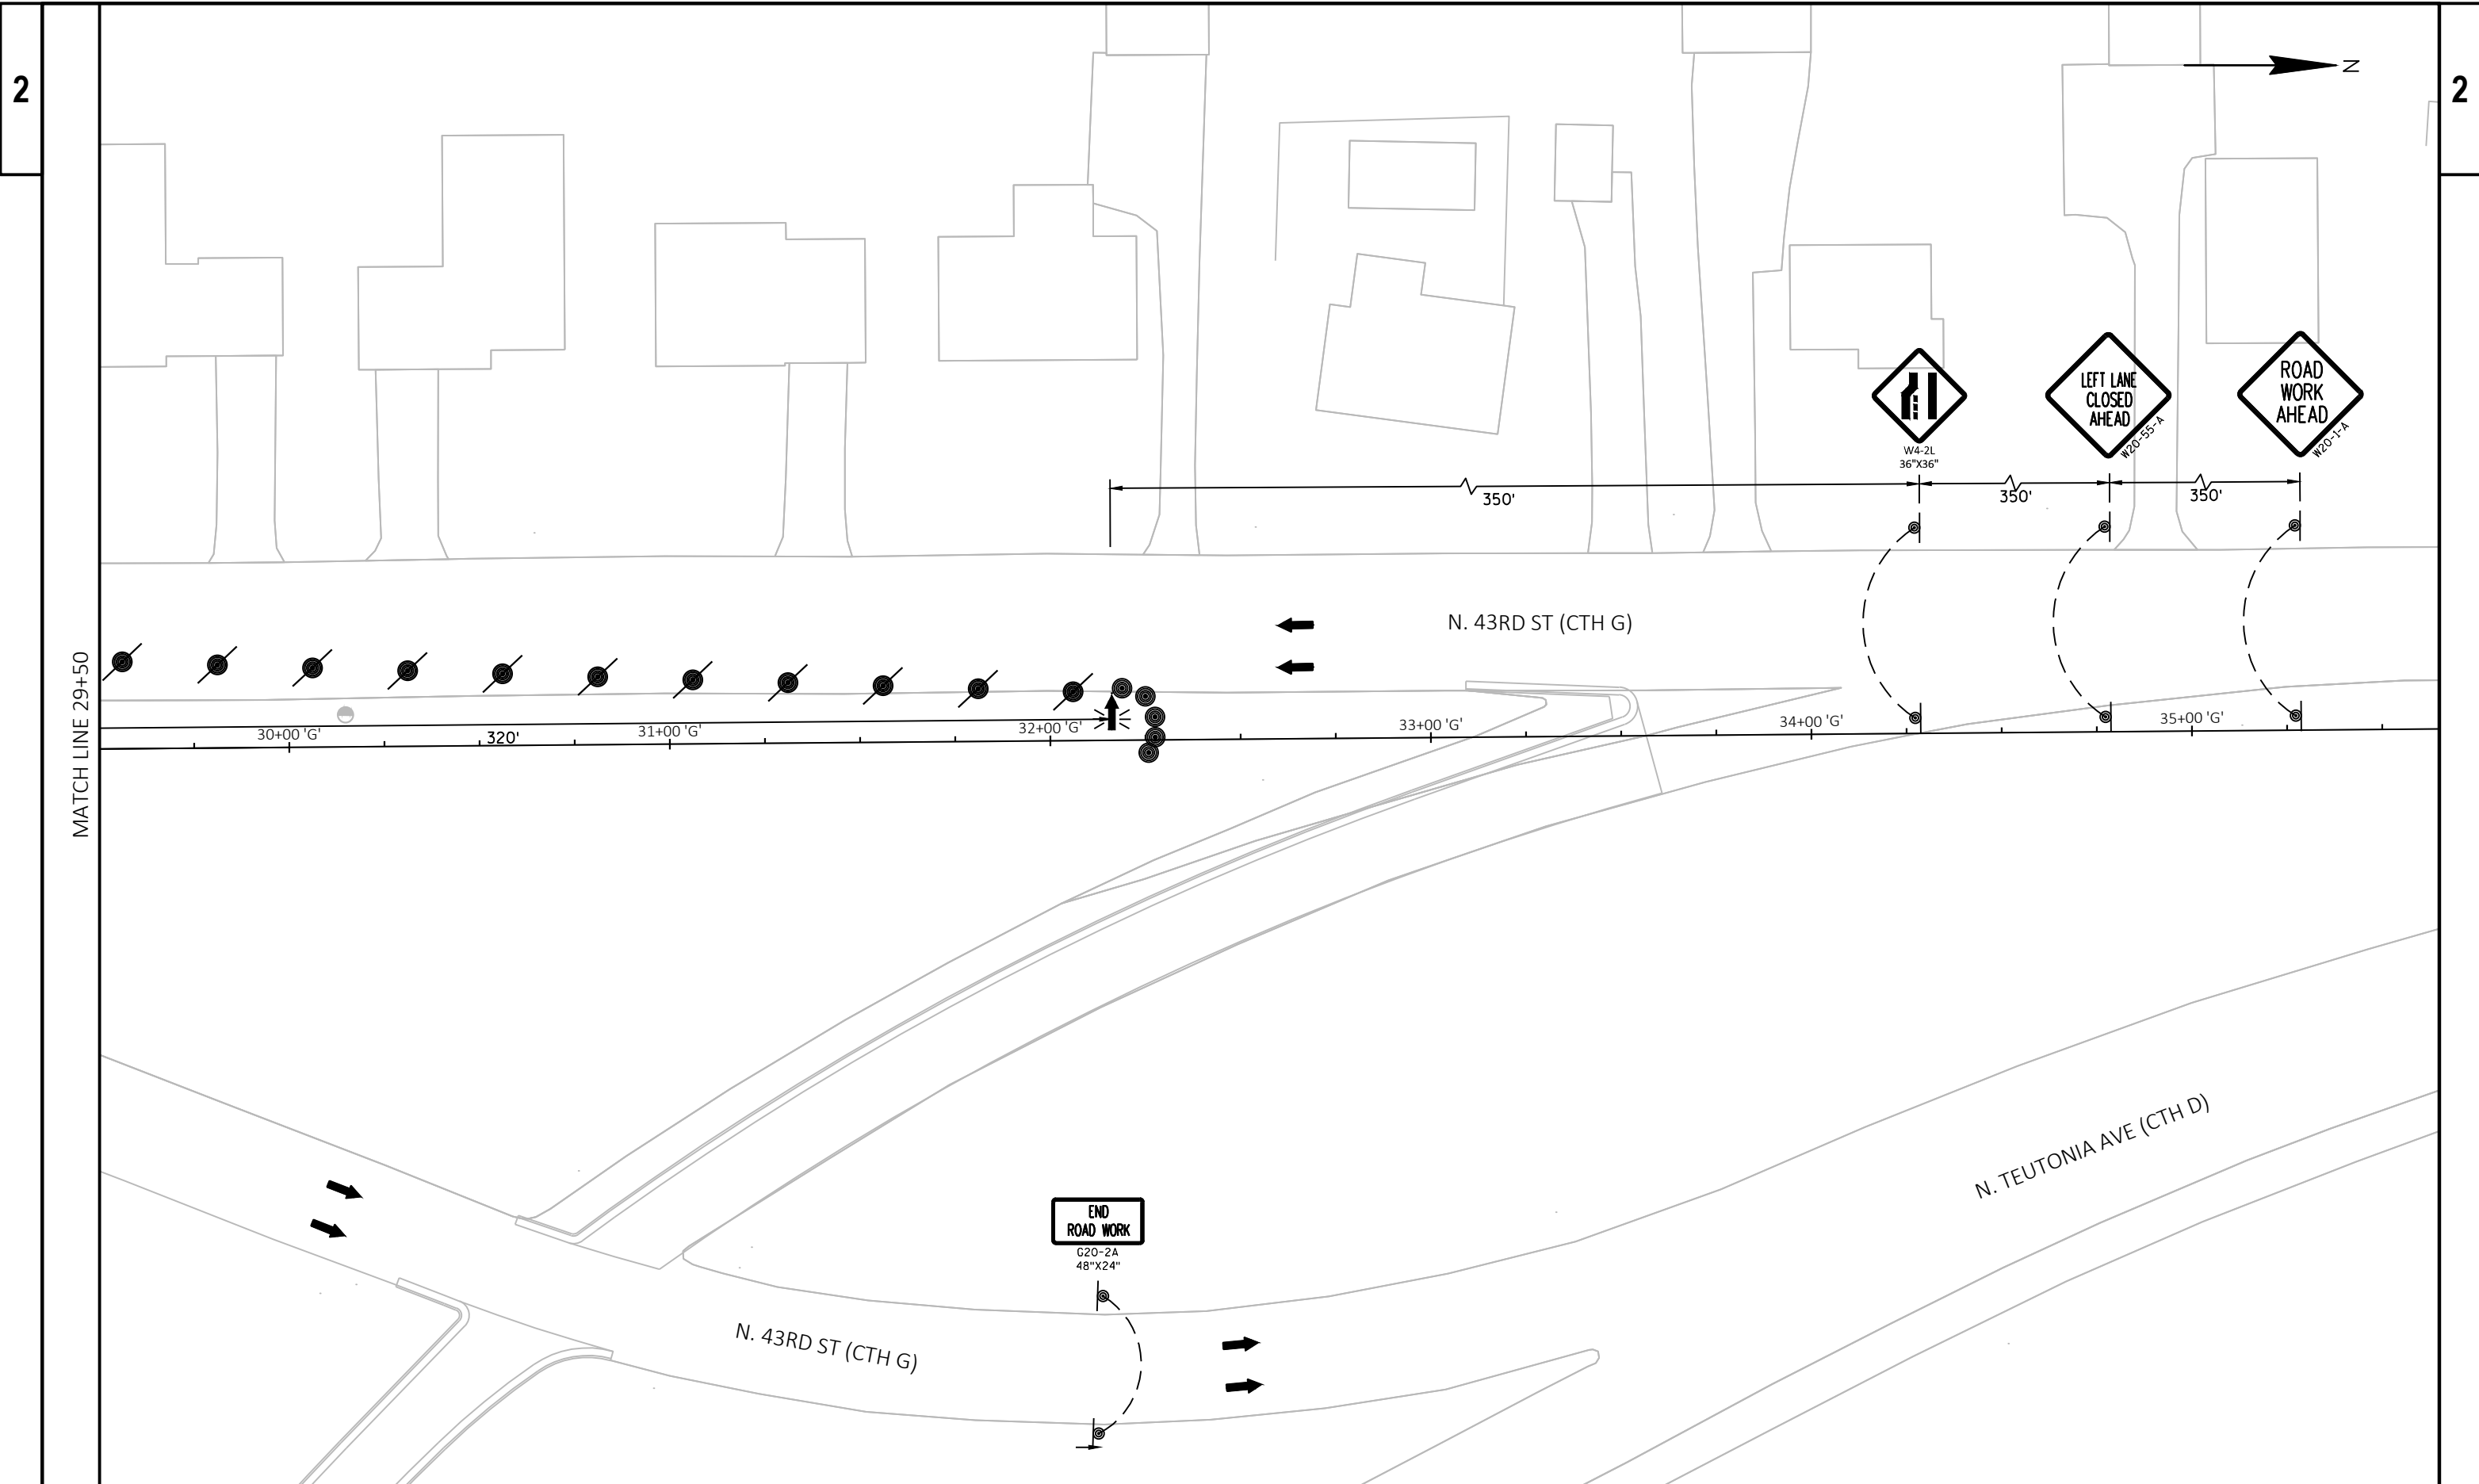 2
2
N
ROAD
WORK
AHEAD
W20-1-A
LEFT LANE
CLOSED
AHEAD
W20-55-A
W4-2L
36"X36"
350'
350'
350'
N. 43RD ST (CTH G)
MATCH LINE 29+50
30+00 'G'
320'
31+00 'G'
32+00 'G'
33+00 'G'
34+00 'G'
35+00 'G'
N. TEUTONIA AVE (CTH D)
END
ROAD WORK
G20-2A
48"X24"
N. 43RD ST (CTH G)